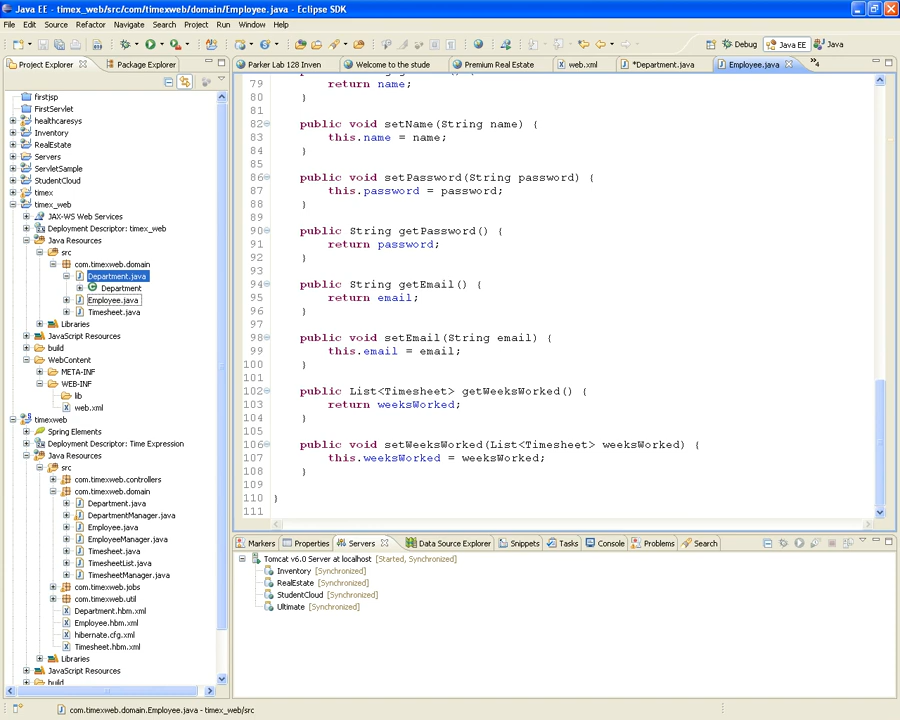 Java EE - timex_web/src/com/timexweb/domain/Employee.java - Eclipse SDK
File Edit Source Refactor Navigate Search Project Run Window Help
Debug Java EE Java
Project Explorer Package Explorer
Parker Lab 128 Inven Welcome to the stude Premium Real Estate web.xml *Department.java Employee.java 4
firstjsp
FirstServlet
healthcaresys
Inventory
RealEstate
Servers
ServletSample
StudentCloud
timex
timex_web
JAX-WS Web Services
Deployment Descriptor: timex_web
Java Resources
src
com.timexweb.domain
Department.java
Department
Employee.java
Timesheet.java
Libraries
JavaScript Resources
build
WebContent
META-INF
WEB-INF
lib
web.xml
timexweb
Spring Elements
Deployment Descriptor: Time Expression
Java Resources
src
com.timexweb.controllers
com.timexweb.domain
Department.java
DepartmentManager.java
Employee.java
EmployeeManager.java
Timesheet.java
TimesheetList.java
TimesheetManager.java
com.timexweb.jobs
com.timexweb.util
Department.hbm.xml
Employee.hbm.xml
hibernate.cfg.xml
Timesheet.hbm.xml
Libraries
JavaScript Resources
build
79 return name;
80 }
81
82 public void setName(String name) {
83 this.name = name;
84 }
85
86 public void setPassword(String password) {
87 this.password = password;
88 }
89
90 public String getPassword() {
91 return password;
92 }
93
94 public String getEmail() {
95 return email;
96 }
97
98 public void setEmail(String email) {
99 this.email = email;
100 }
101
102 public List<Timesheet> getWeeksWorked() {
103 return weeksWorked;
104 }
105
106 public void setWeeksWorked(List<Timesheet> weeksWorked) {
107 this.weeksWorked = weeksWorked;
108 }
109
110 }
111
Markers Properties Servers Data Source Explorer Snippets Tasks Console Problems Search
Tomcat v6.0 Server at localhost [Started, Synchronized]
Inventory [Synchronized]
RealEstate [Synchronized]
StudentCloud [Synchronized]
Ultimate [Synchronized]
com.timexweb.domain.Employee.java - timex_web/src